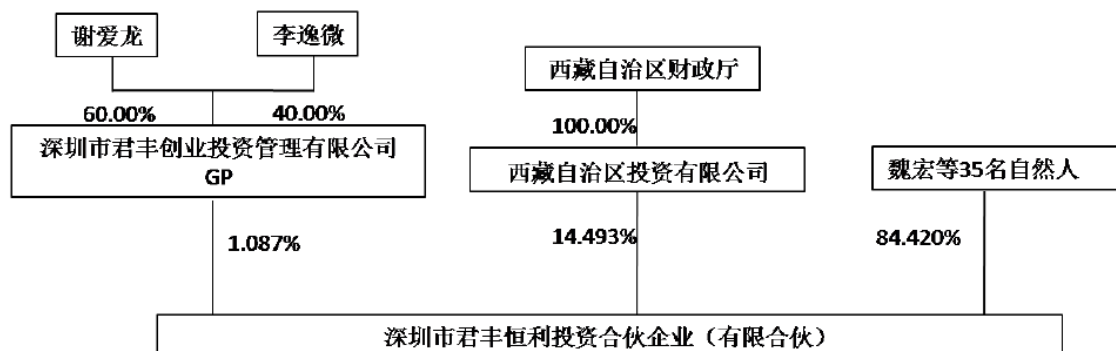 谢爱龙
李逸微
西藏自治区财政厅
60.00%
40.00%
100.00%
深圳市君丰创业投资管理有限公司
GP
西藏自治区投资有限公司
魏宏等35名自然人
1.087%
14.493%
84.420%
深圳市君丰恒利投资合伙企业（有限合伙）